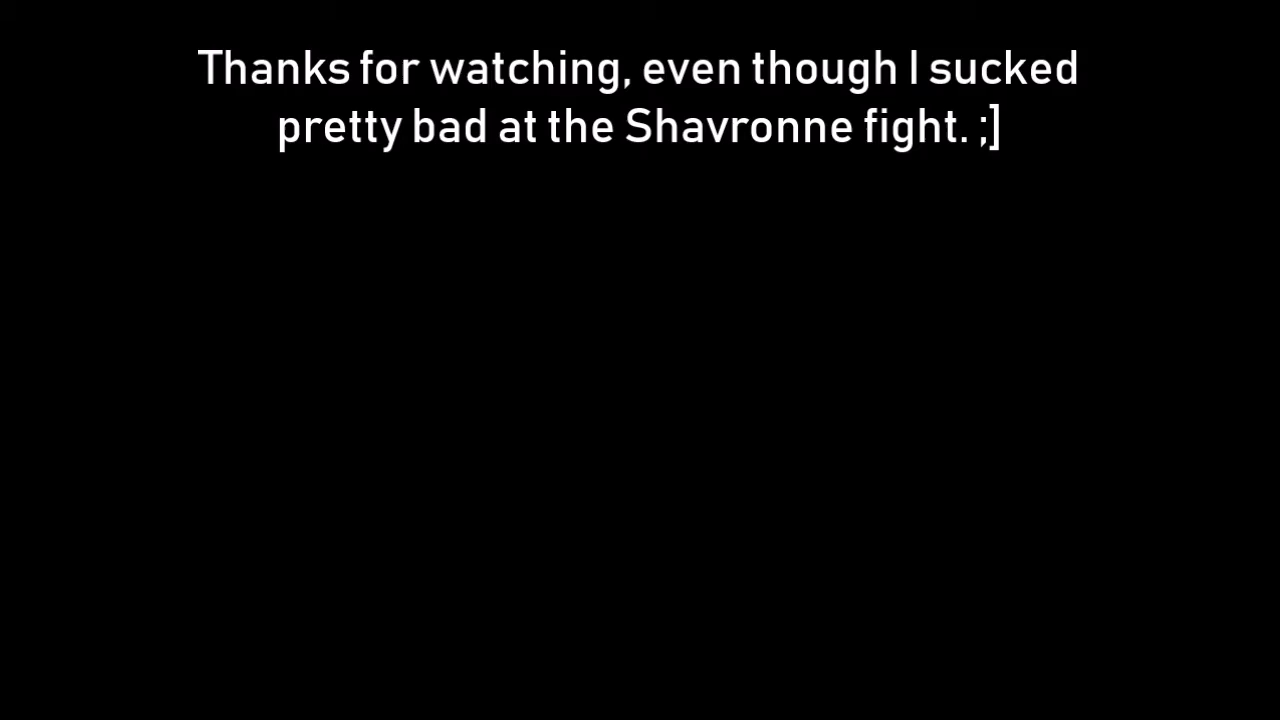 Thanks for watching, even though I sucked
pretty bad at the Shavronne fight. ;]